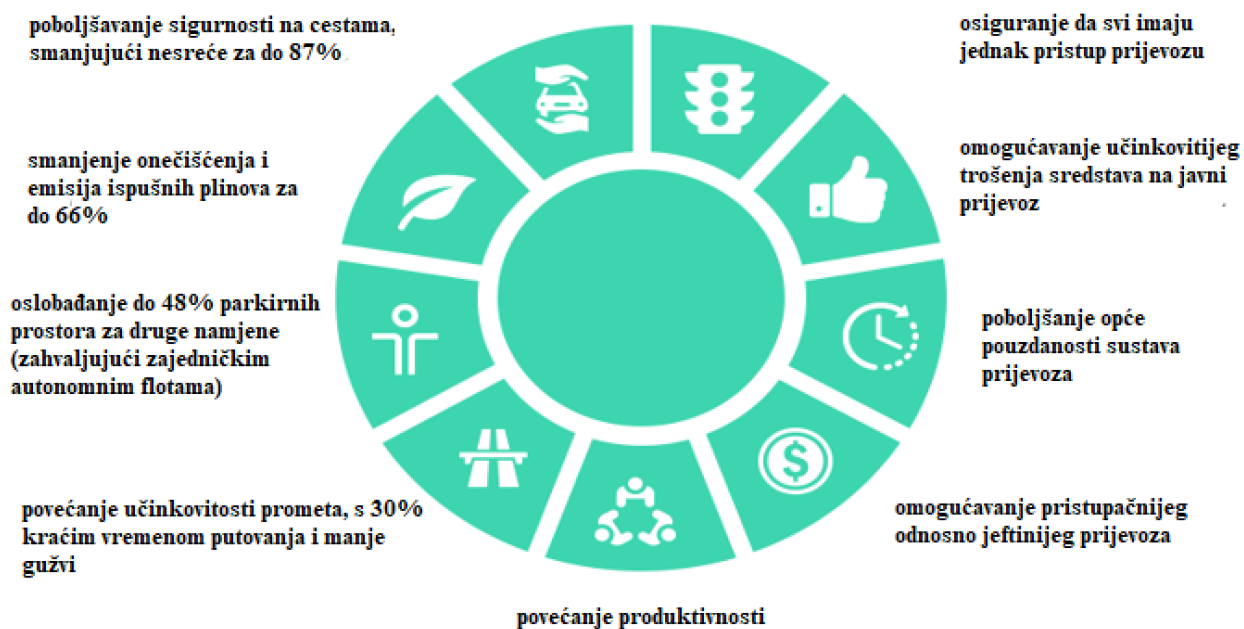 poboljšavanje sigurnosti na cestama,
smanjujući nesreće za do 87%
smanjenje onečišćenja i
emisija ispušnih plinova za
do 66%
oslobađanje do 48% parkirnih
prostora za druge namjene
(zahvaljujući zajedničkim
autonomnim flotama)
povećanje učinkovitosti prometa, s 30%
kraćim vremenom putovanja i manje
gužvi
povećanje produktivnosti
osiguranje da svi imaju
jednak pristup prijevozu
omogućavanje učinkovitijeg
trošenja sredstava na javni
prijevoz
poboljšanje opće
pouzdanosti sustava
prijevoza
omogućavanje pristupačnijeg
odnosno jeftinijeg prijevoza
$